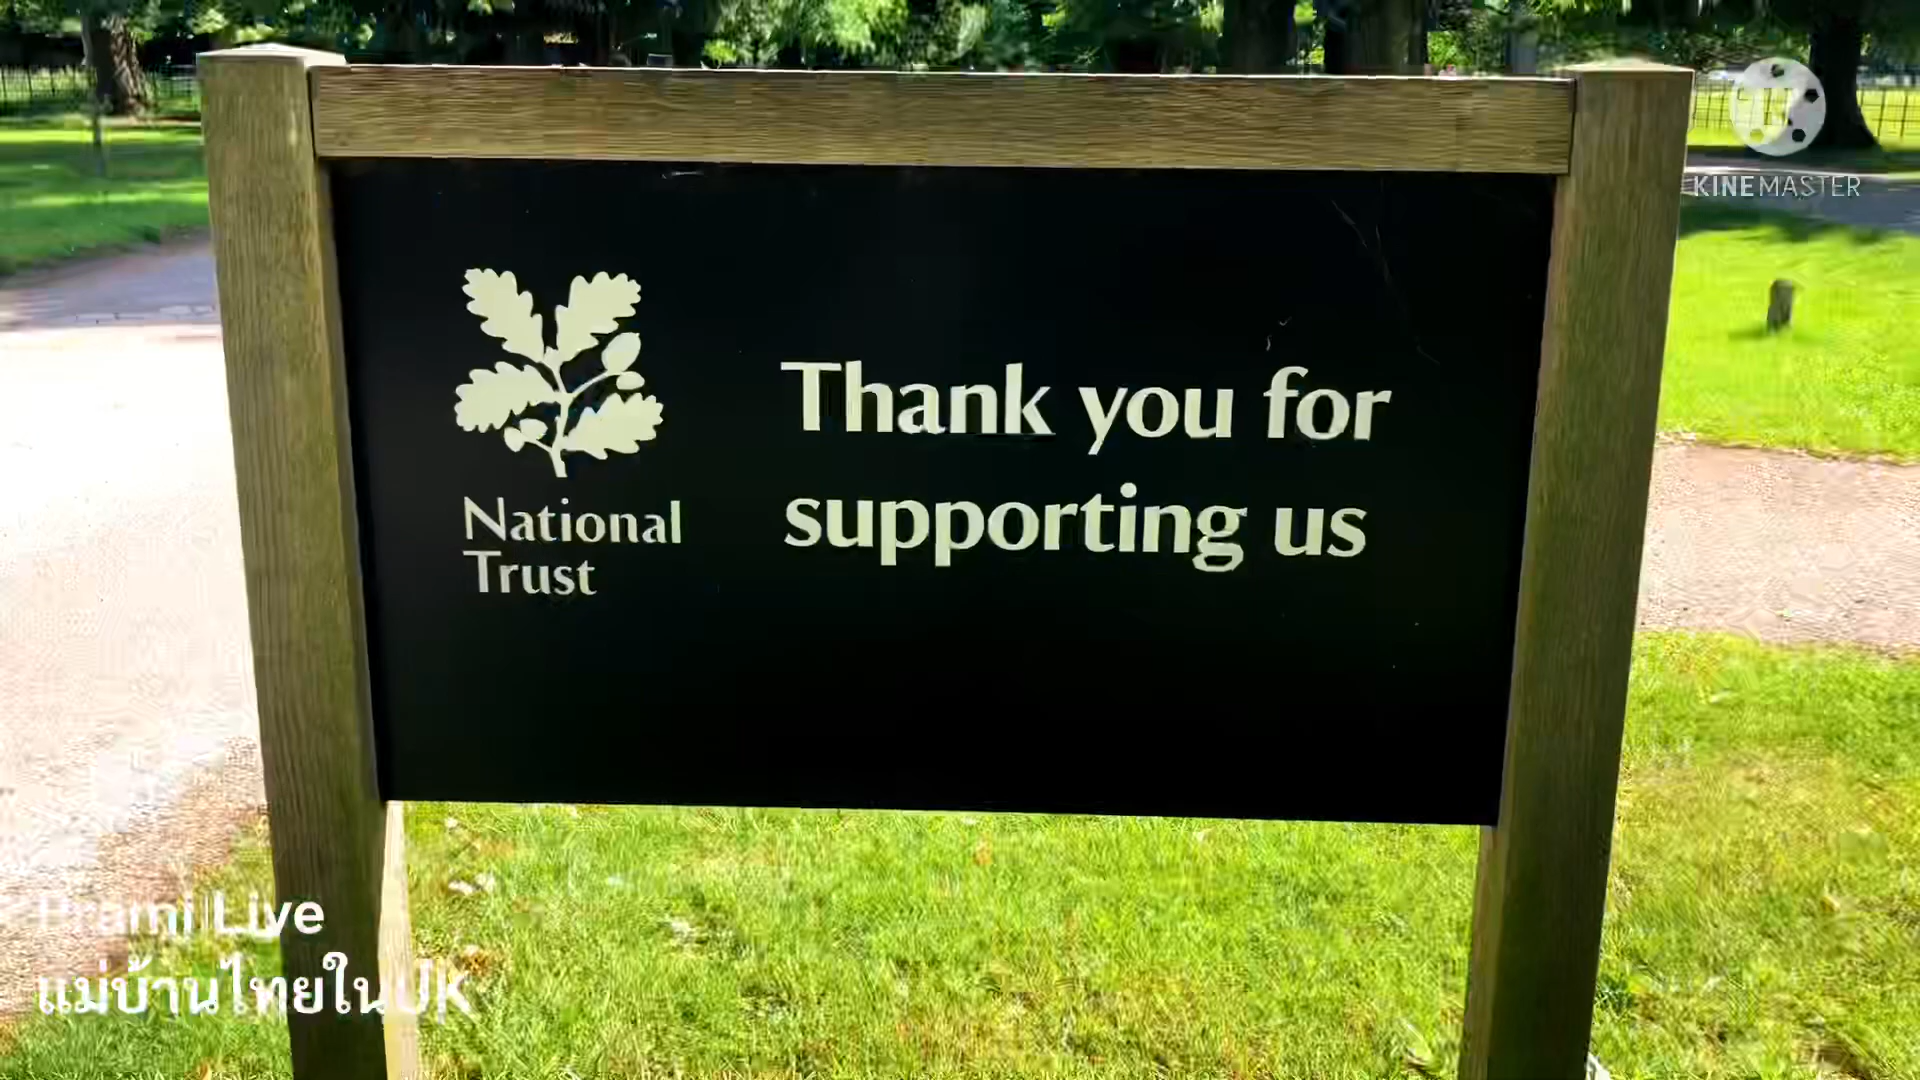 KINEMASTER
National
Trust
Thank you for
supporting us
Prami Live
แม่บ้านไทยในUK